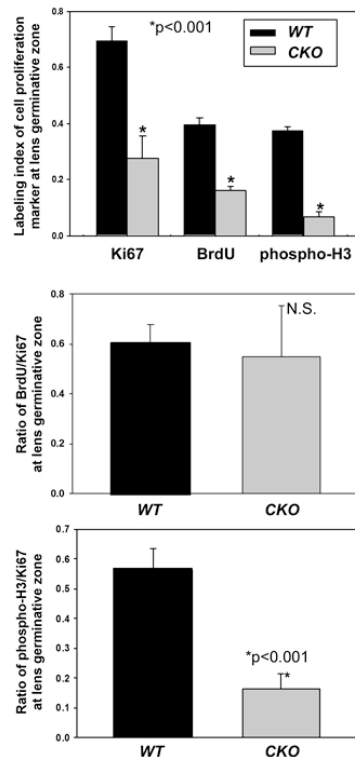 *p<0.001
WT
CKO
Labeling index of cell proliferation
marker at lens germinative zone
0.8
0.6
0.4
0.2
0.0
*
*
*
Ki67
BrdU
phospho-H3
Ratio of BrdU/Ki67
at lens germinative zone
0.8
0.6
0.4
0.2
0.0
N.S.
WT
CKO
Ratio of phospho-H3/Ki67
at lens germinative zone
0.7
0.6
0.5
0.4
0.3
0.2
0.1
0.0
*p<0.001
*
WT
CKO